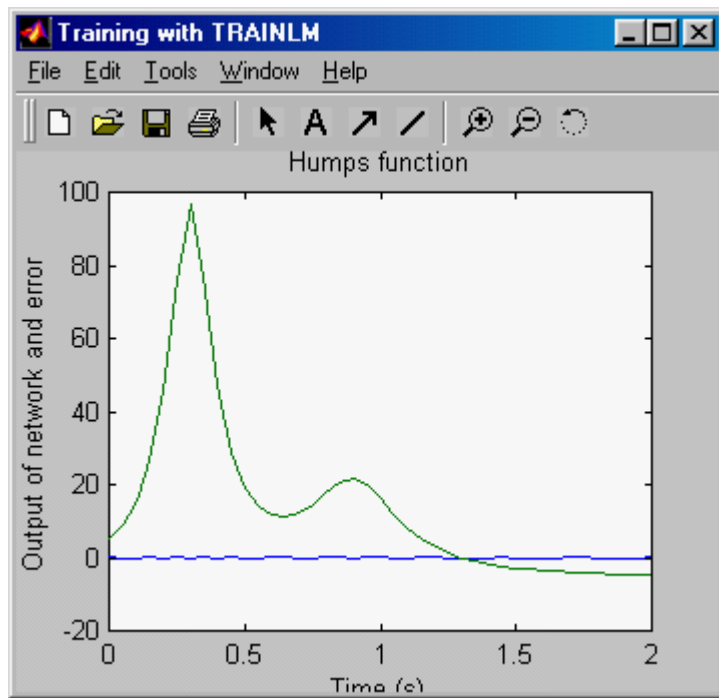 Training with TRAINLM
File Edit Tools Window Help
A
Humps function
Output of network and error
100
80
60
40
20
0
-20
0 0.5 1 1.5 2
Time (s)